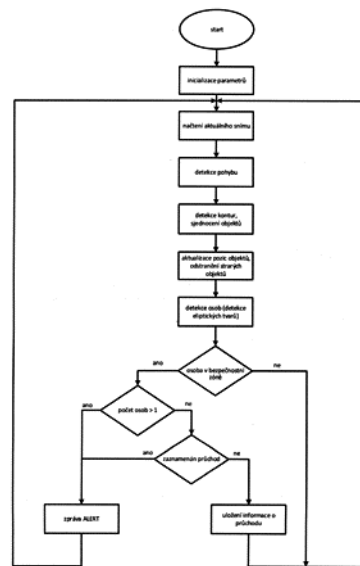 start
inicializace parametrů
načtení aktuálního snímu
detekce pohybu
detekce kontur,
sjednocení objektů
aktualizace pozic objektů,
odstranění starých
objektů
detekce osob (detekce
eliptických tvarů)
ano
osoba v bezpečnostní
zóně
ne
ano
počet osob > 1
ne
ano
zaznamenán průchod
ne
zpráva ALERT
uložení informace o
průchodu